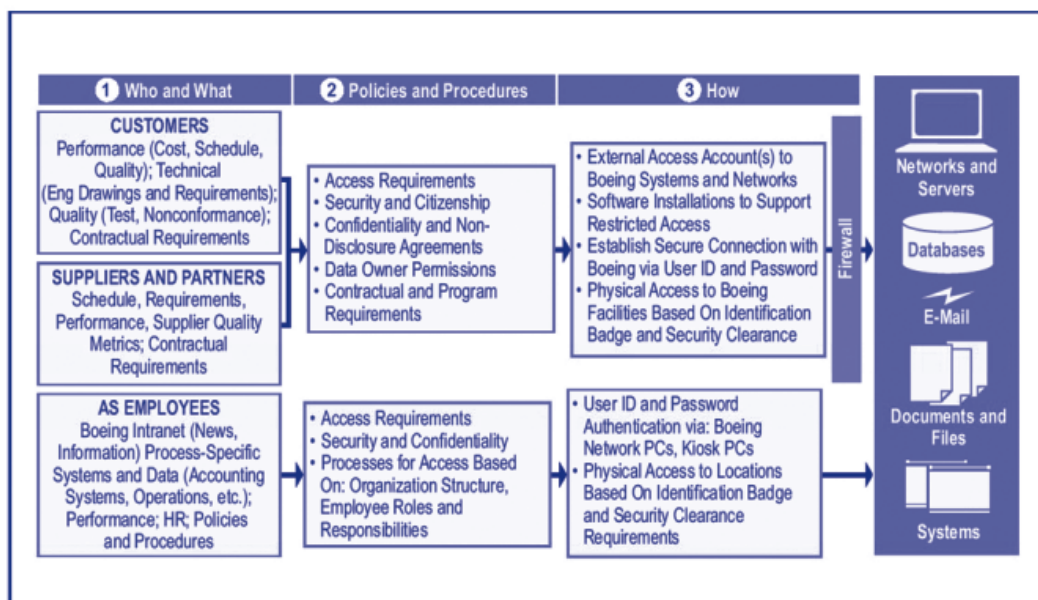 1 Who and What
2 Policies and Procedures
3 How
CUSTOMERS
Performance (Cost, Schedule,
Quality); Technical
(Eng Drawings and Requirements);
Quality (Test, Nonconformance);
Contractual Requirements
SUPPLIERS AND PARTNERS
Schedule, Requirements,
Performance, Supplier Quality
Metrics; Contractual
Requirements
• Access Requirements
• Security and Citizenship
• Confidentiality and Non-
Disclosure Agreements
• Data Owner Permissions
• Contractual and Program
Requirements
• External Access Account(s) to
Boeing Systems and Networks
• Software Installations to Support
Restricted Access
• Establish Secure Connection with
Boeing via User ID and Password
• Physical Access to Boeing
Facilities Based On Identification
Badge and Security Clearance
Firewall
AS EMPLOYEES
Boeing Intranet (News,
Information) Process-Specific
Systems and Data (Accounting
Systems, Operations, etc.);
Performance; HR; Policies
and Procedures
• Access Requirements
• Security and Confidentiality
• Processes for Access Based
On: Organization Structure,
Employee Roles and
Responsibilities
• User ID and Password
Authentication via: Boeing
Network PCs, Kiosk PCs
• Physical Access to Locations
Based On Identification Badge
and Security Clearance
Requirements
Networks and
Servers
Databases
E-Mail
Documents and
Files
Systems